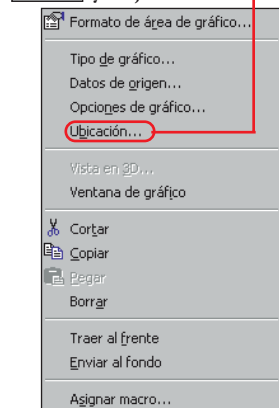 Formato de área de gráfico...
Tipo de gráfico...
Datos de origen...
Opciones de gráfico...
Ubicación...
Vista en 3D...
Ventana de gráfico
Cortar
Copiar
Pegar
Borrar
Traer al frente
Enviar al fondo
Asignar macro...